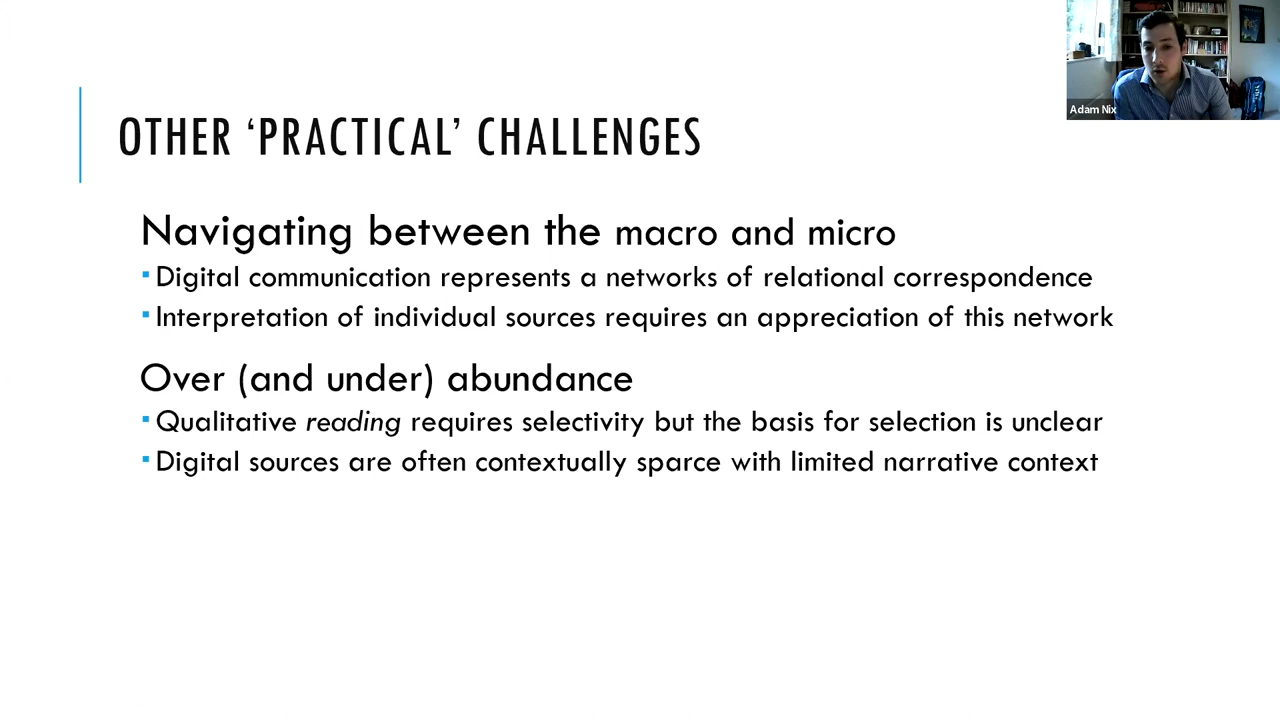 OTHER ‘PRACTICAL’ CHALLENGES
Adam Nix
Navigating between the macro and micro
Digital communication represents a networks of relational correspondence
Interpretation of individual sources requires an appreciation of this network
Over (and under) abundance
Qualitative reading requires selectivity but the basis for selection is unclear
Digital sources are often contextually sparce with limited narrative context